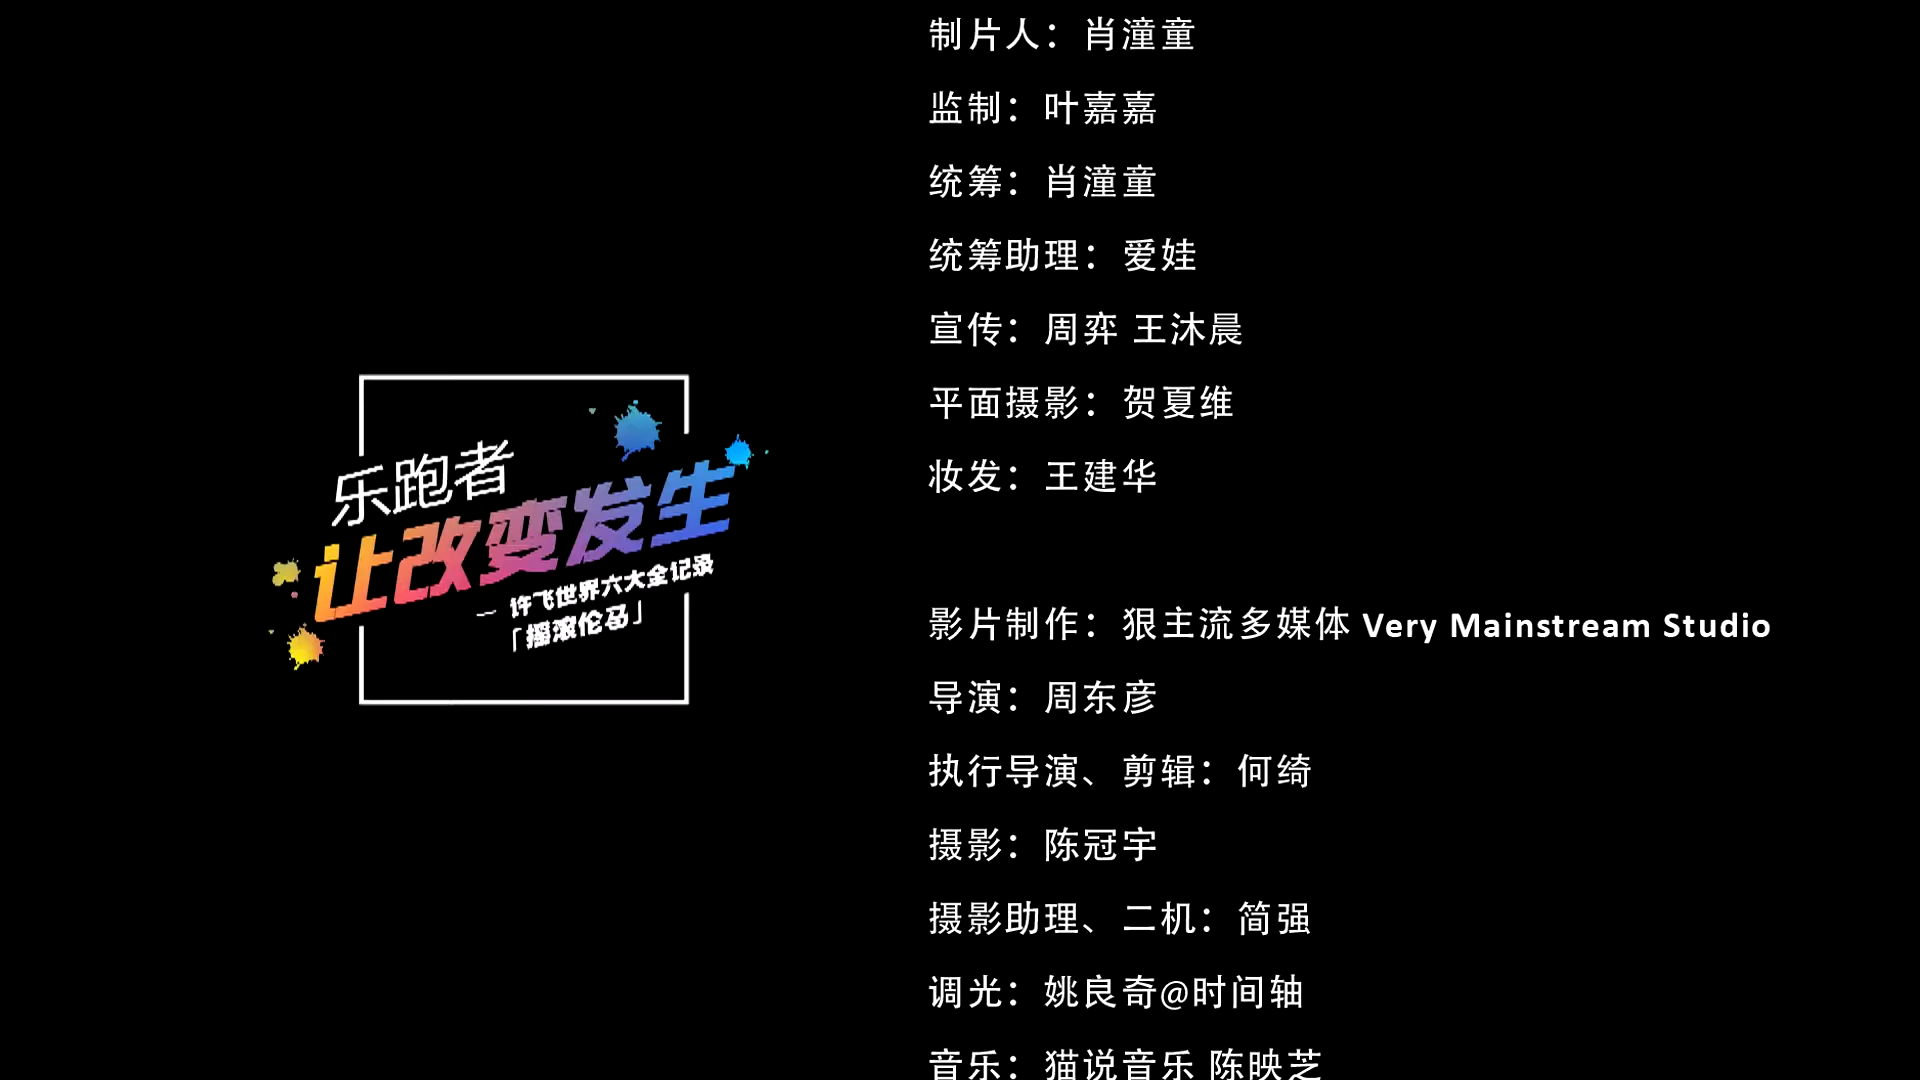 乐跑者
让改变发生
— 许飞世界六大全记录
「摇滚伦马」
制片人：肖潼童
监制：叶嘉嘉
统筹：肖潼童
统筹助理：爱娃
宣传：周弈 王沐晨
平面摄影：贺夏维
妆发：王建华
影片制作：狠主流多媒体 Very Mainstream Studio
导演：周东彦
执行导演、剪辑：何绮
摄影：陈冠宇
摄影助理、二机：简强
调光：姚良奇@时间轴
音乐：猫说音乐 陈映芝